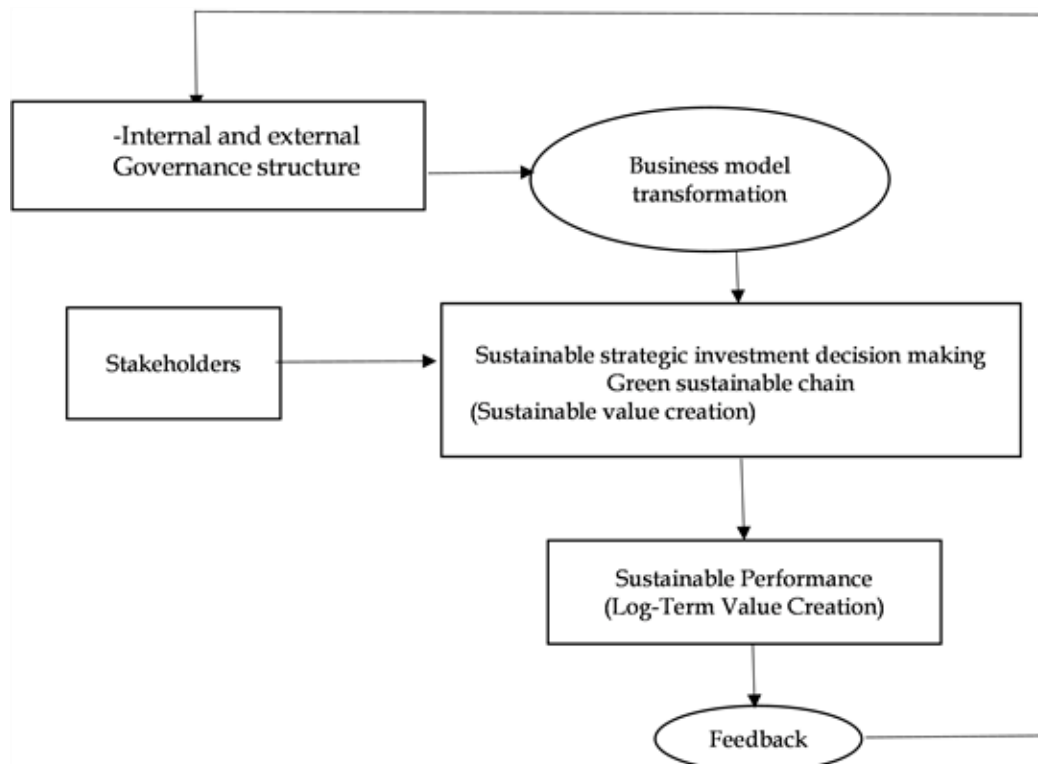 -Internal and external
Governance structure
Business model
transformation
Stakeholders
Sustainable strategic investment decision making
Green sustainable chain
(Sustainable value creation)
Sustainable Performance
(Log-Term Value Creation)
Feedback